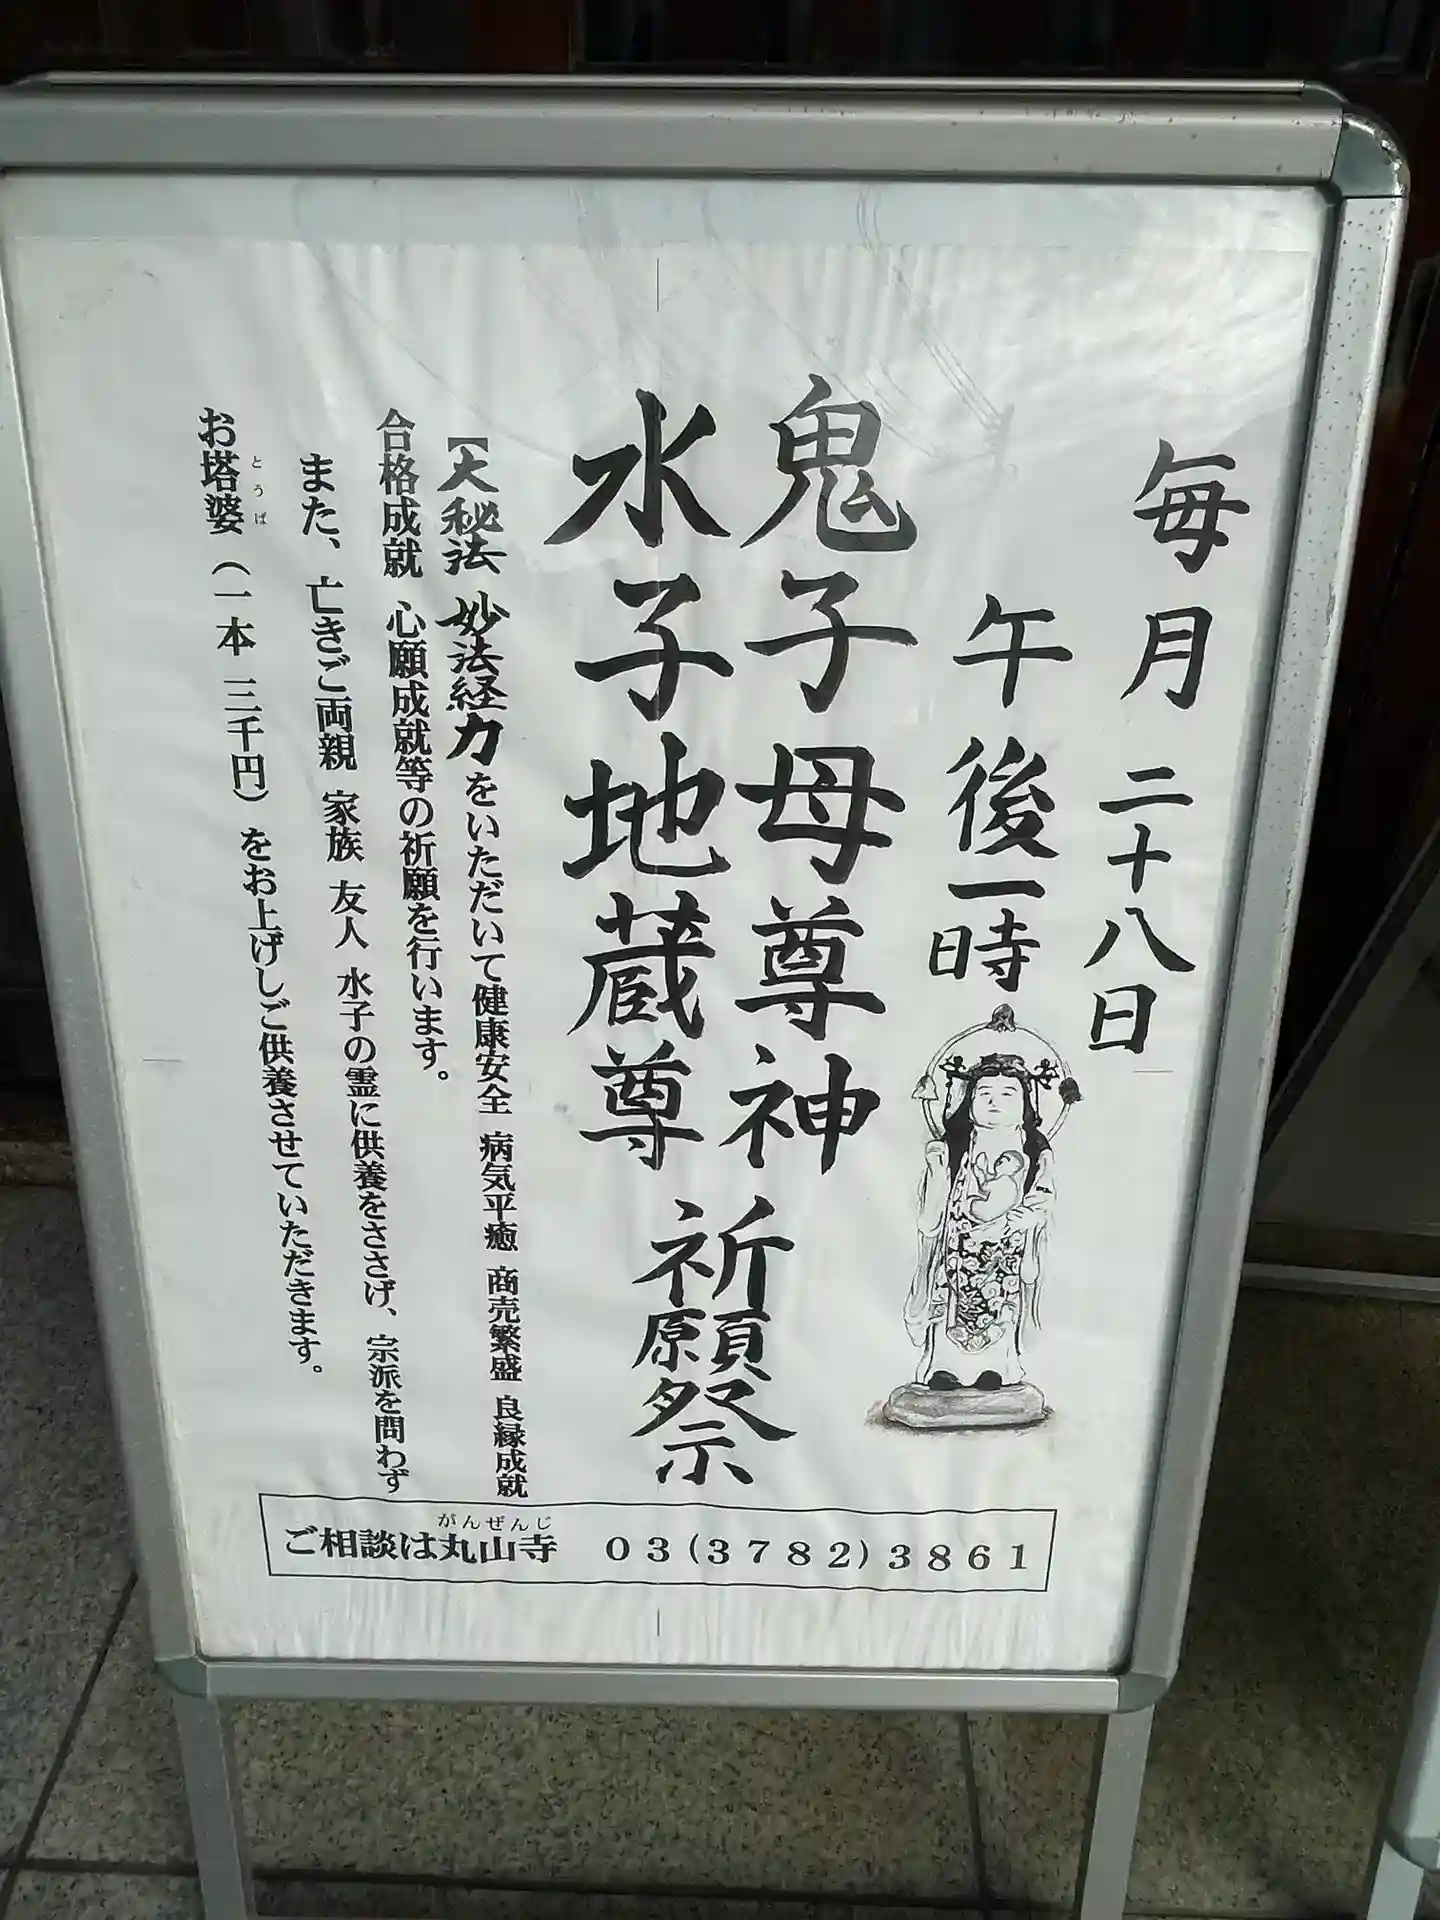 毎月二十八日
午後一時
鬼子母尊神
水子地蔵尊
祈願祭
【大秘法 妙法経力をいただいて健康安全 病気平癒 商売繁盛 良縁成就
合格成就 心願成就等の祈願を行います。
また、亡きご両親 家族 友人 水子の霊に供養をささげ、宗派を問わず
お塔婆（一本 三千円）をお上げしご供養させていただきます。
とうば
がんぜんじ
ご相談は丸山寺 03(3782)3861